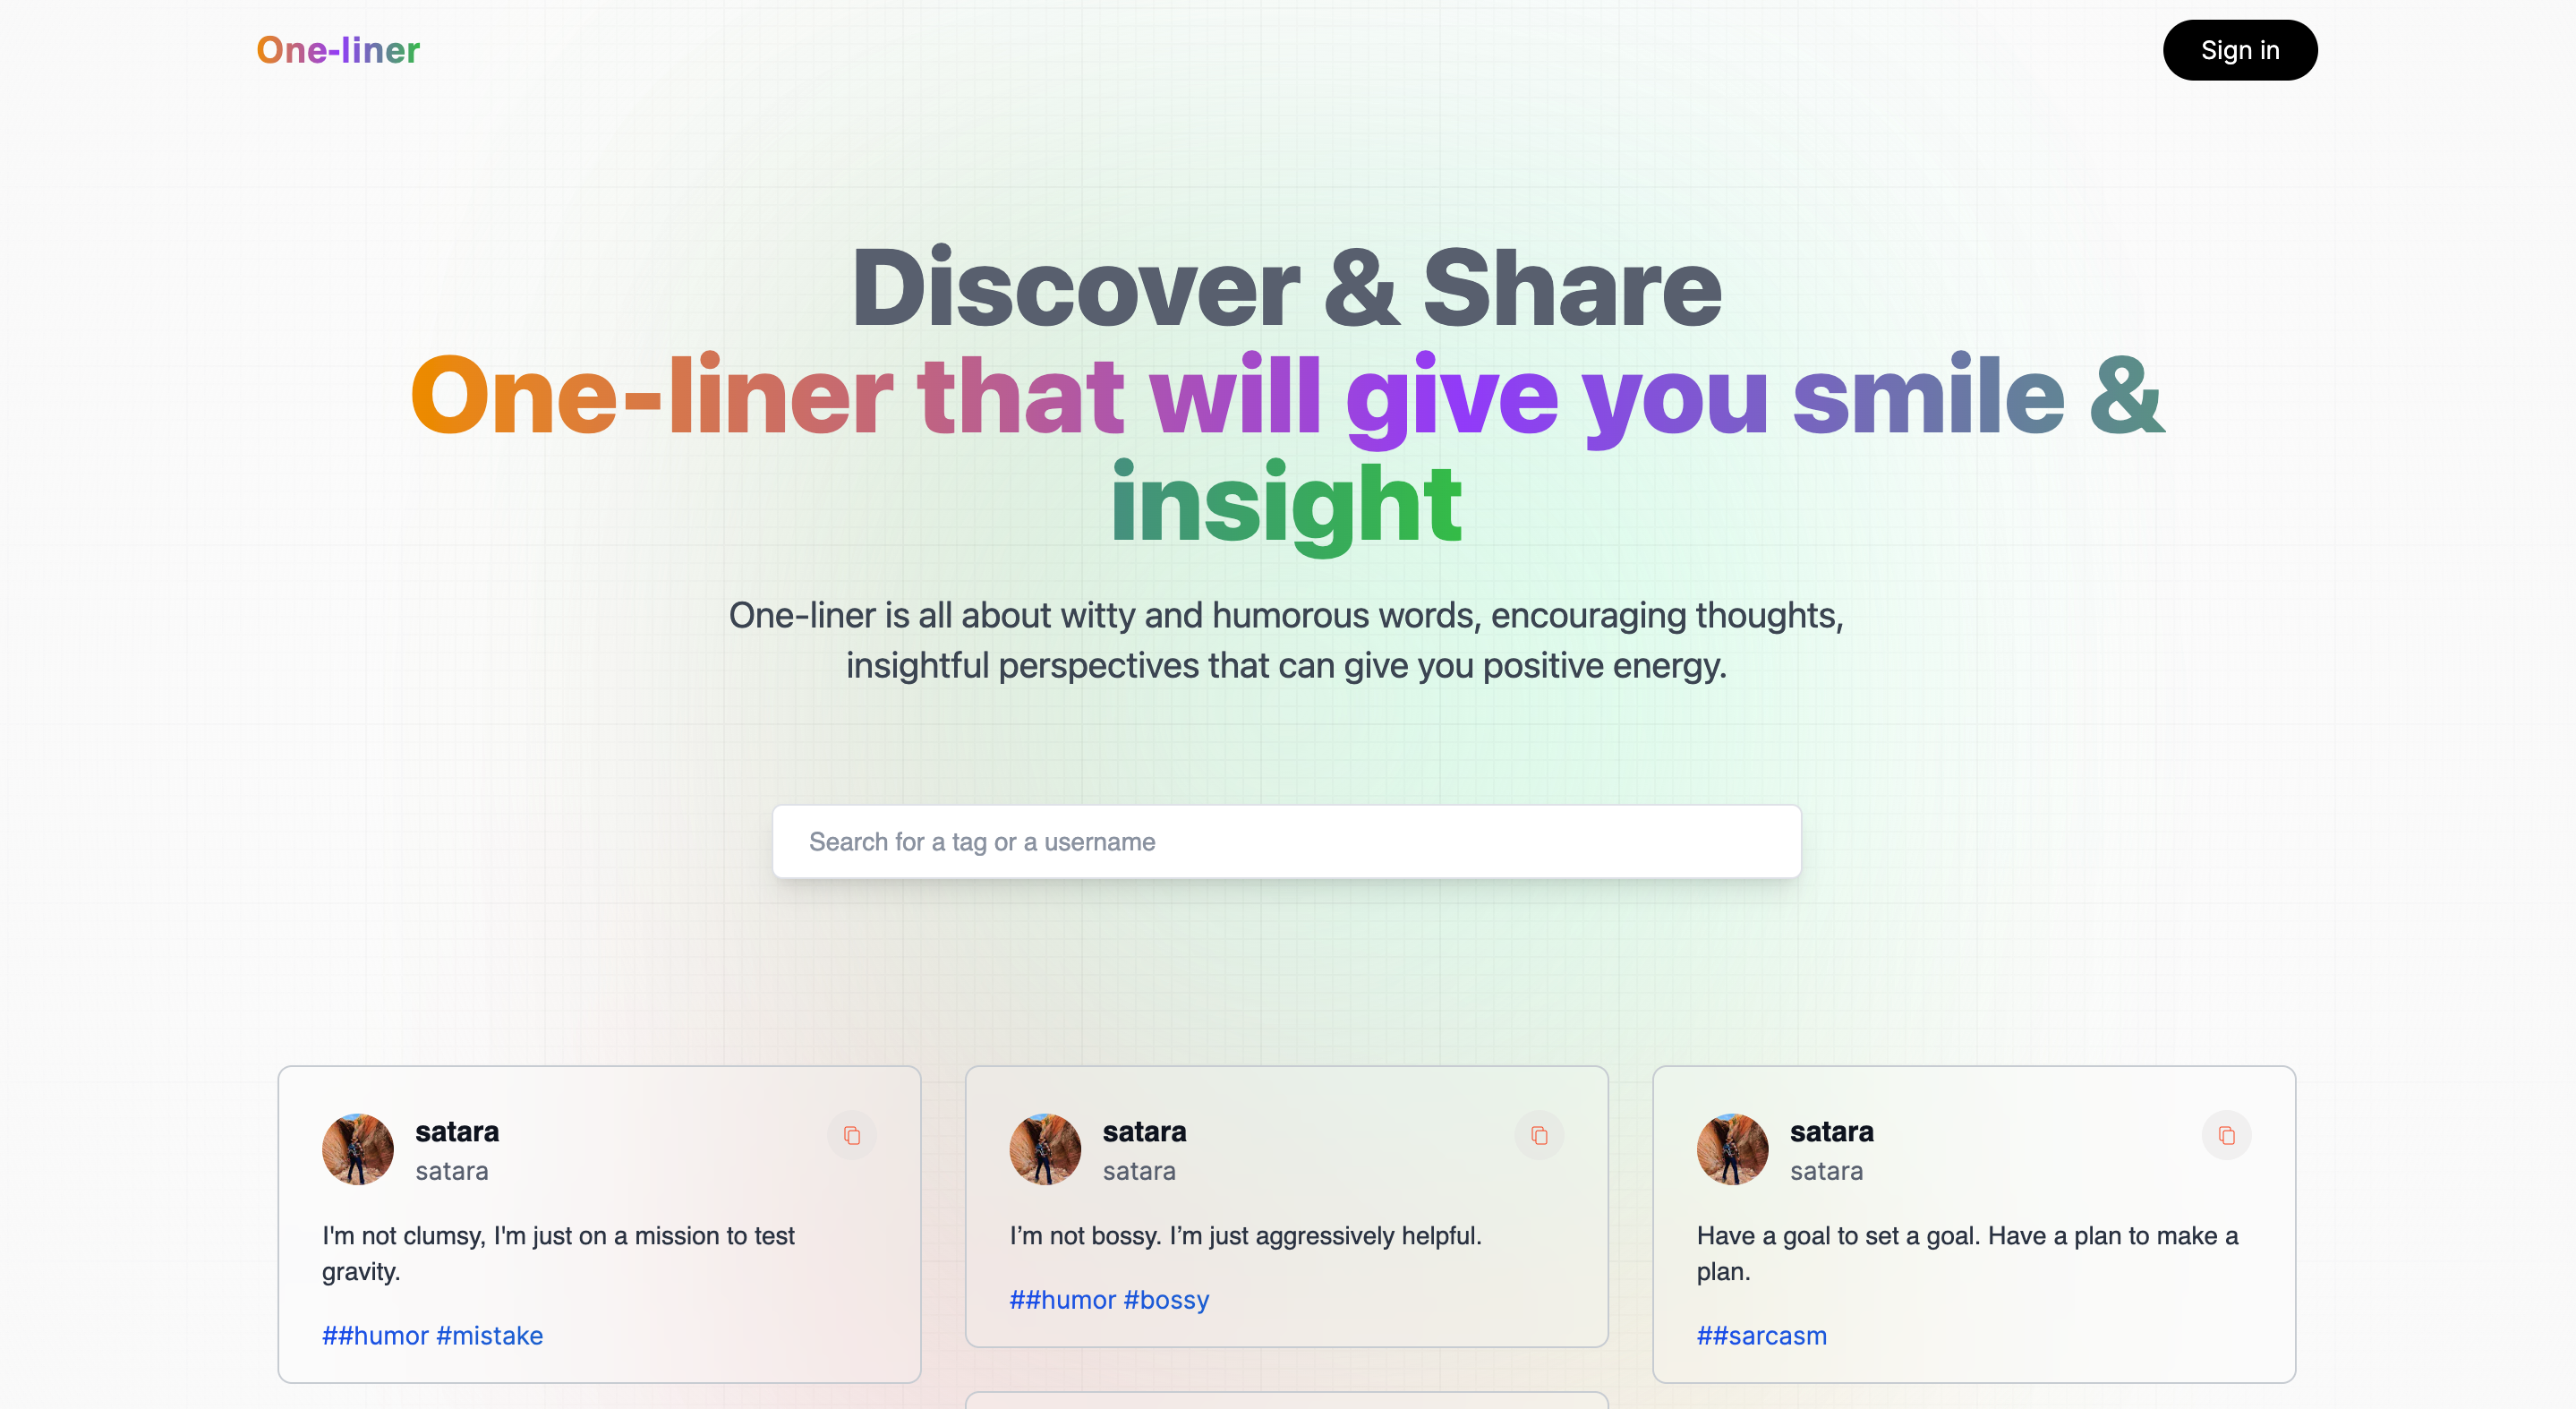 One-liner
Sign in
Discover & Share
One-liner that will give you smile &
insight
One-liner is all about witty and humorous words, encouraging thoughts,
insightful perspectives that can give you positive energy.
Search for a tag or a username
satara
satara
I'm not clumsy, I'm just on a mission to test
gravity.
##humor #mistake
satara
satara
I’m not bossy. I’m just aggressively helpful.
##humor #bossy
satara
satara
Have a goal to set a goal. Have a plan to make a
plan.
##sarcasm